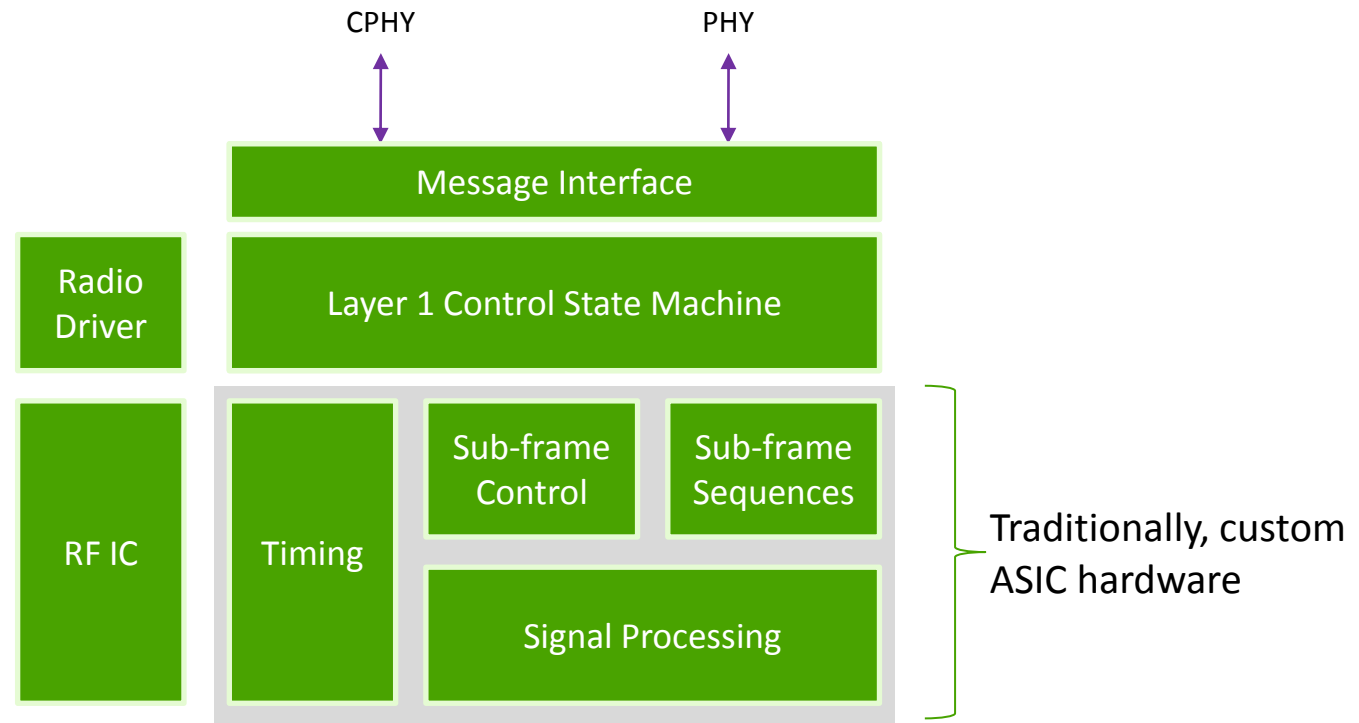 CPHY
PHY
Message Interface
Radio
Driver
Layer 1 Control State Machine
RF IC
Timing
Sub-frame
Control
Sub-frame
Sequences
Signal Processing
Traditionally, custom
ASIC hardware